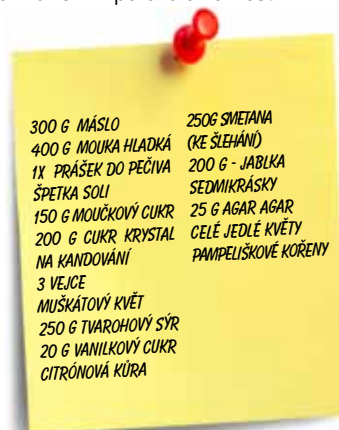 300 G MÁSLO
400 G MOUKA HLADKÁ
1X PRÁŠEK DO PEČIVA
ŠPETKA SOLI
150 G MOUČKOVÝ CUKR
200 G CUKR KRYSTAL
NA KANDOVÁNÍ
3 VEJCE
MUŠKÁTOVÝ KVĚT
250 G TVAROHOVÝ SÝR
20 G VANILKOVÝ CUKR
CITRÓNOVÁ KŮRA
250G SMETANA
(KE ŠLEHÁNÍ)
200 G - JABLKA
SEDMIKRÁSKY
25 G AGAR AGAR
CELÉ JEDLÉ KVĚTY
PAMPELIŠKOVÉ KOŘENY